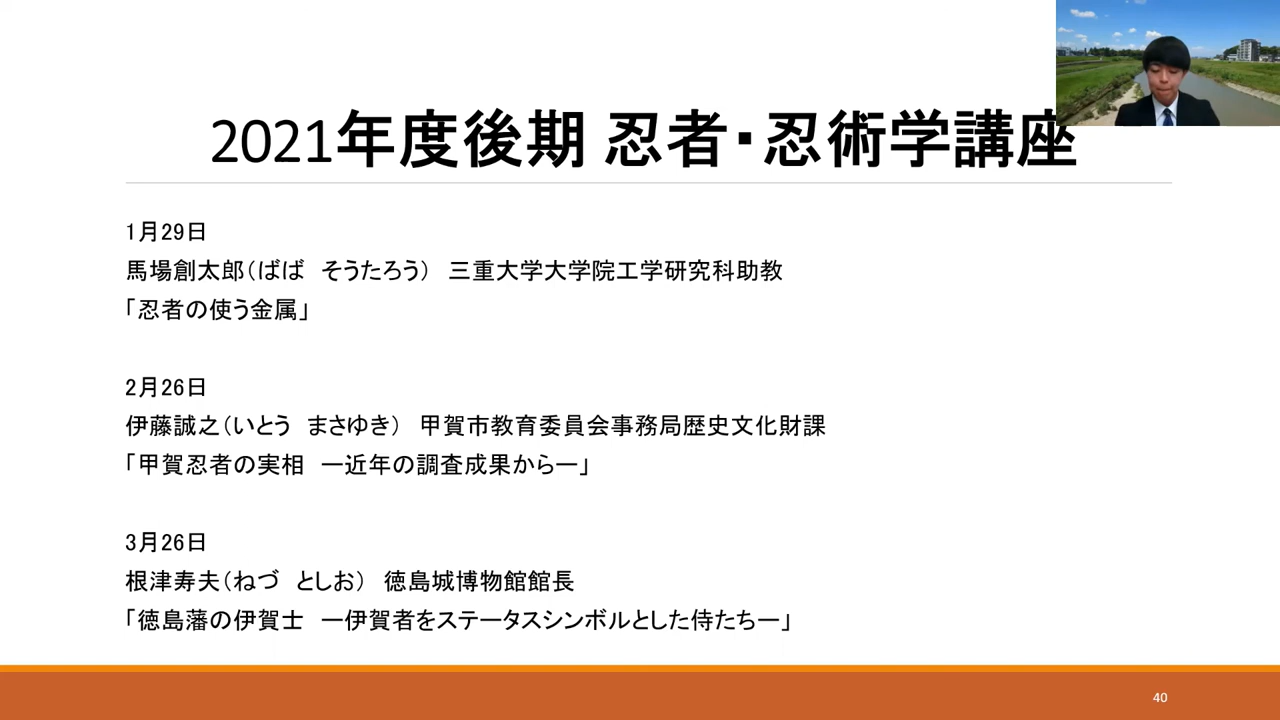 2021年度後期 忍者・忍術学講座
1月29日
馬場創太郎（ばば　そうたろう）　三重大学大学院工学研究科助教
「忍者の使う金属」
2月26日
伊藤誠之（いとう　まさゆき）　甲賀市教育委員会事務局歴史文化財課
「甲賀忍者の実相　ー近年の調査成果からー」
3月26日
根津寿夫（ねづ　としお）　徳島城博物館館長
「徳島藩の伊賀士　ー伊賀者をステータスシンボルとした侍たちー」
40